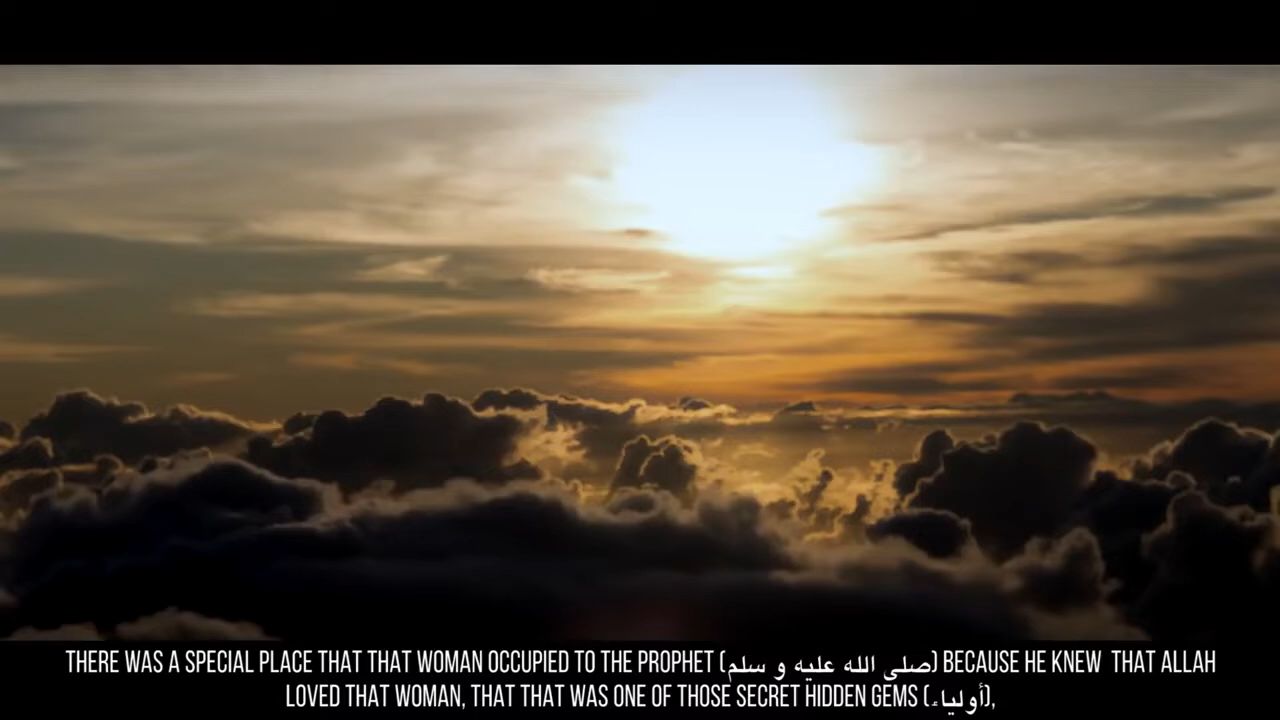 THERE WAS A SPECIAL PLACE THAT THAT WOMAN OCCUPIED TO THE PROPHET (صلى الله عليه و سلم) BECAUSE HE KNEW THAT ALLAH
LOVED THAT WOMAN, THAT THAT WAS ONE OF THOSE SECRET HIDDEN GEMS (أولياء),